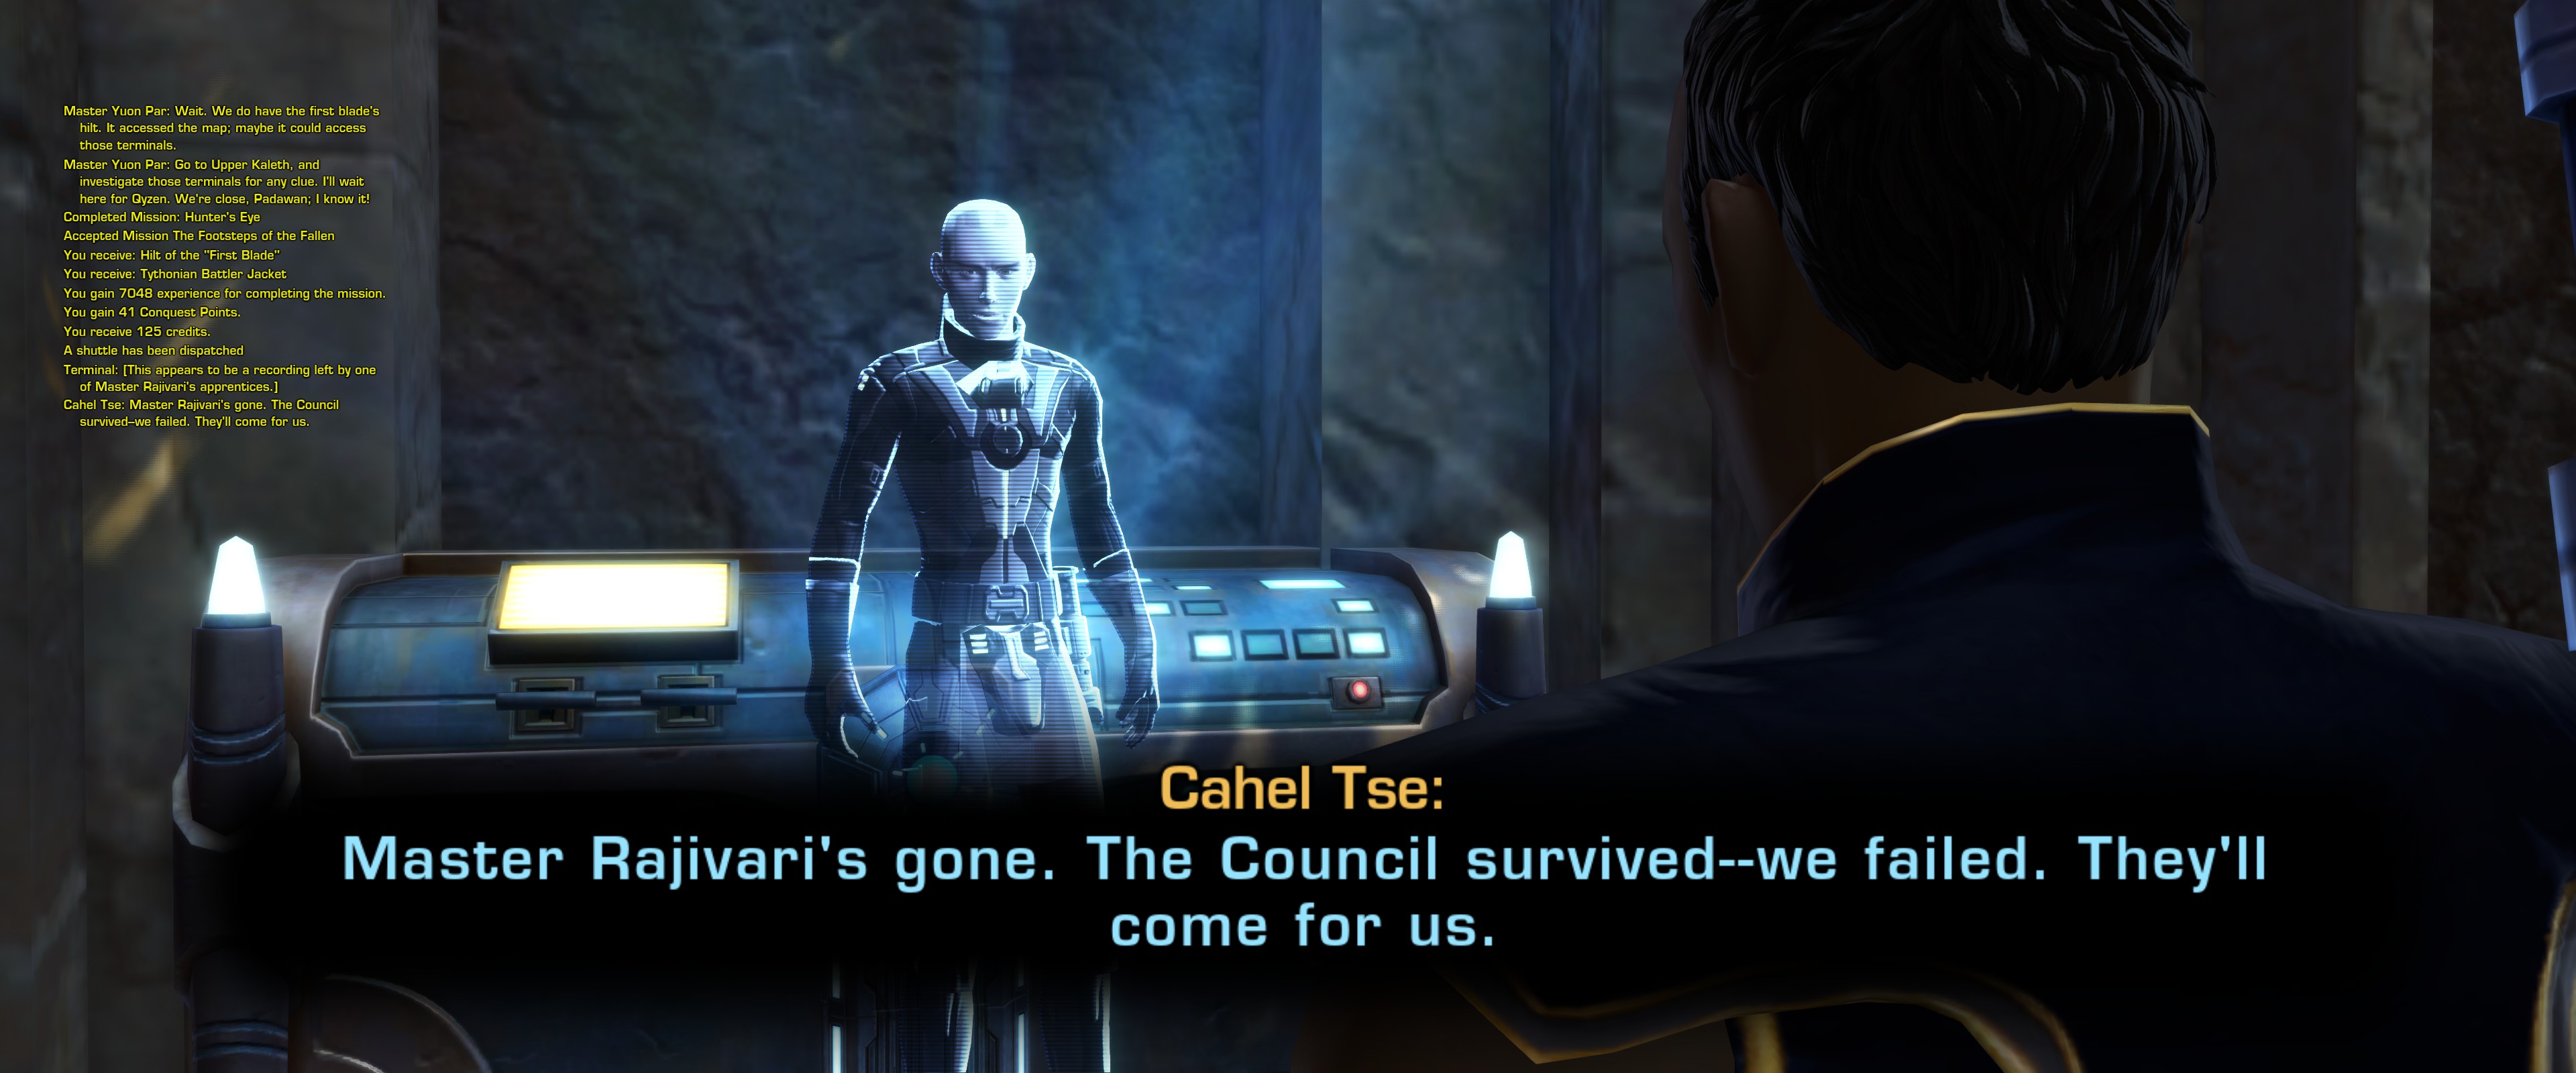 Master Yuon Par: Wait. We do have the first blade's
hilt. It accessed the map; maybe it could access
those terminals.
Master Yuon Par: Go to Upper Kaleth, and
investigate those terminals for any clue. I'll wait
here for Qyzen. We're close, Padawan; I know it!
Completed Mission: Hunter's Eye
Accepted Mission The Footsteps of the Fallen
You receive: Hilt of the "First Blade"
You receive: Tythonian Battler Jacket
You gain 7048 experience for completing the mission.
You gain 41 Conquest Points.
You receive 125 credits.
A shuttle has been dispatched
Terminal: [This appears to be a recording left by one
of Master Rajivari's apprentices.]
Cahel Tse: Master Rajivari's gone. The Council
survived--we failed. They'll come for us.
Cahel Tse:
Master Rajivari's gone. The Council survived--we failed. They'll
come for us.